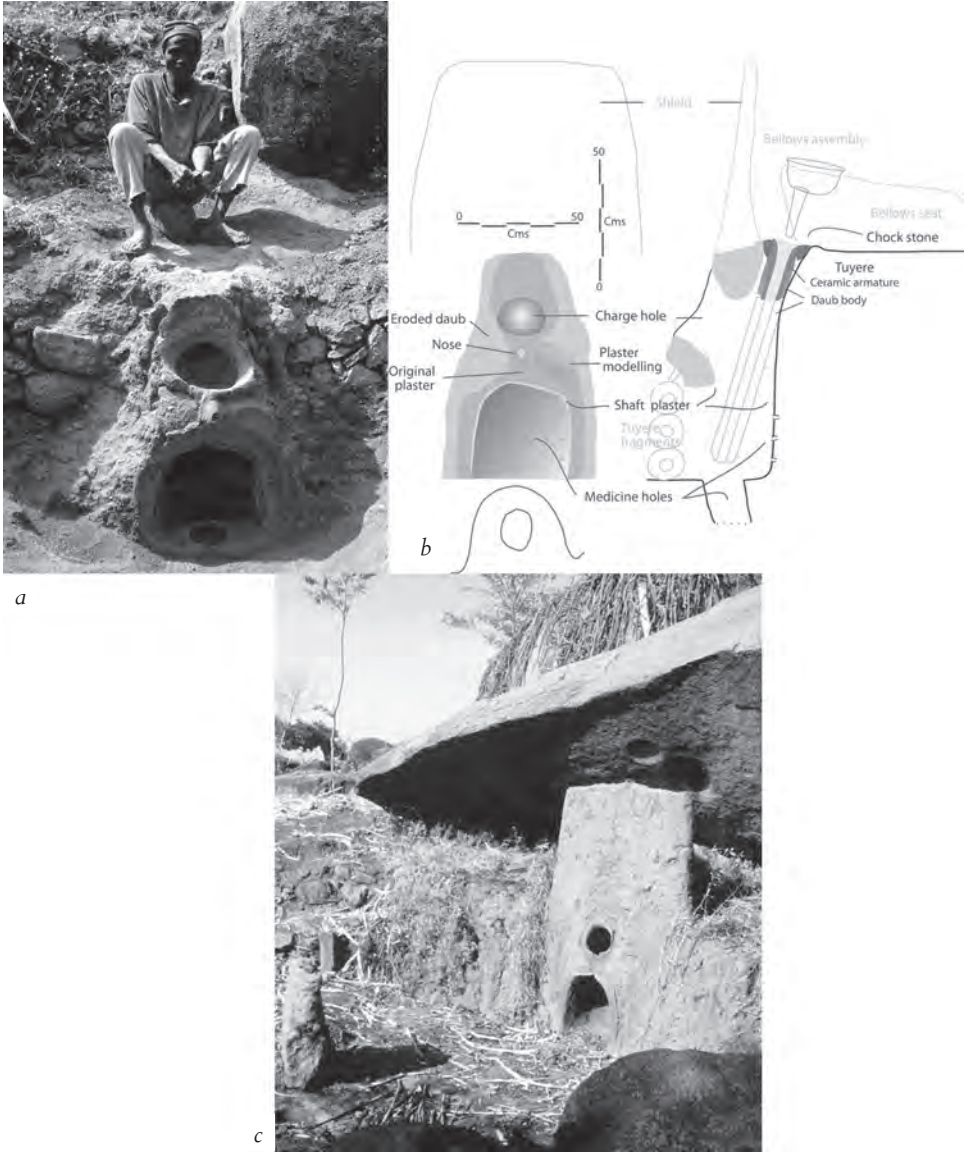 Shield
Bellows assembly
50
Cms
0
0 50
Cms
Bellows seat
Chock stone
Tuyere
Ceramic armature
Daub body
Charge hole
Eroded daub
Nose
Original
plaster
Plaster
modelling
Shaft plaster
Tuyere
fragments
Medicine holes
b
a
c